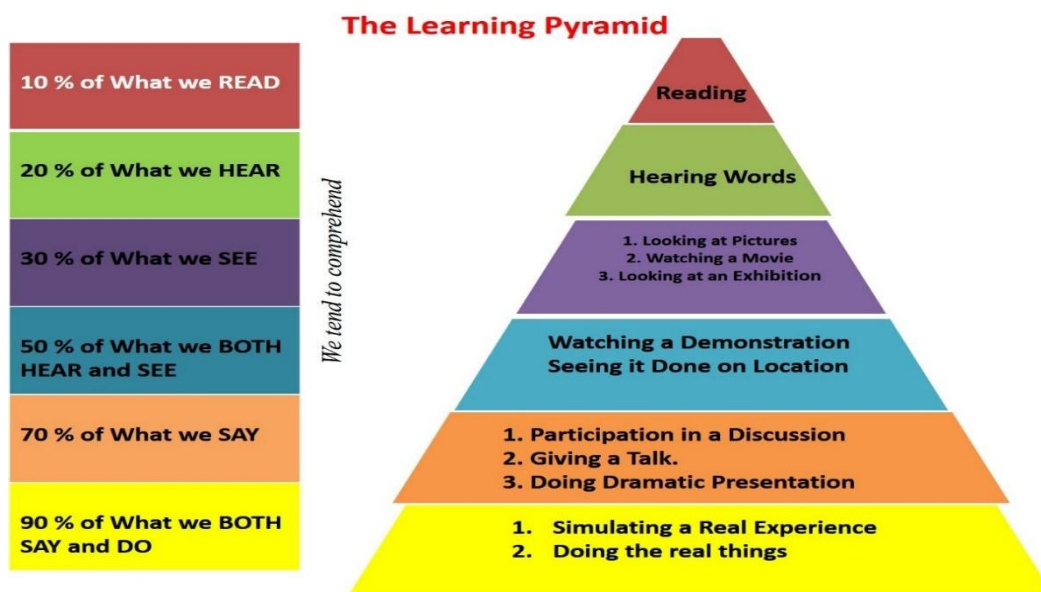 The Learning Pyramid
10 % of What we READ
20 % of What we HEAR
30 % of What we SEE
50 % of What we BOTH
HEAR and SEE
70 % of What we SAY
90 % of What we BOTH
SAY and DO
We tend to comprehend
Reading
Hearing Words
1. Looking at Pictures
2. Watching a Movie
3. Looking at an Exhibition
Watching a Demonstration
Seeing it Done on Location
1. Participation in a Discussion
2. Giving a Talk.
3. Doing Dramatic Presentation
1. Simulating a Real Experience
2. Doing the real things